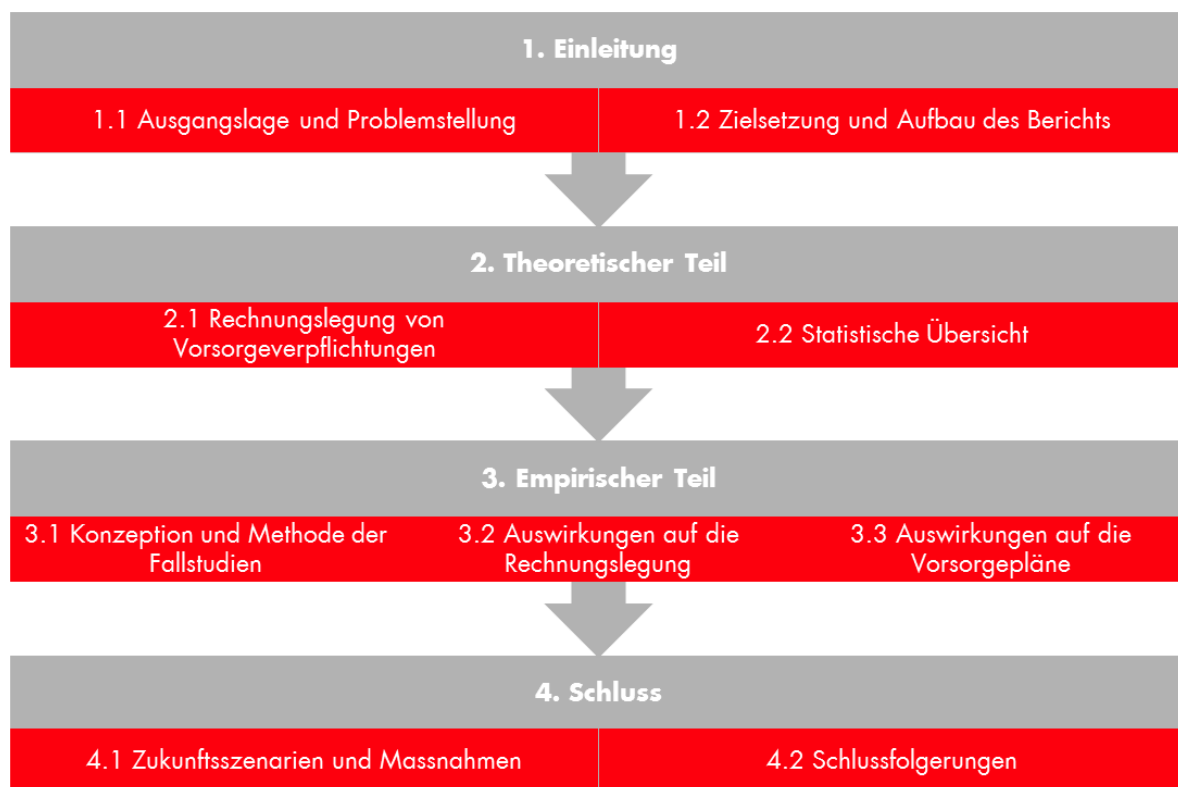 1. Einleitung
1.1 Ausgangslage und Problemstellung
1.2 Zielsetzung und Aufbau des Berichts
2. Theoretischer Teil
2.1 Rechnungslegung von
Vorsorgeverpflichtungen
2.2 Statistische Übersicht
3. Empirischer Teil
3.1 Konzeption und Methode der
Fallstudien
3.2 Auswirkungen auf die
Rechnungslegung
3.3 Auswirkungen auf die
Vorsorgepläne
4. Schluss
4.1 Zukunftsszenarien und Massnahmen
4.2 Schlussfolgerungen